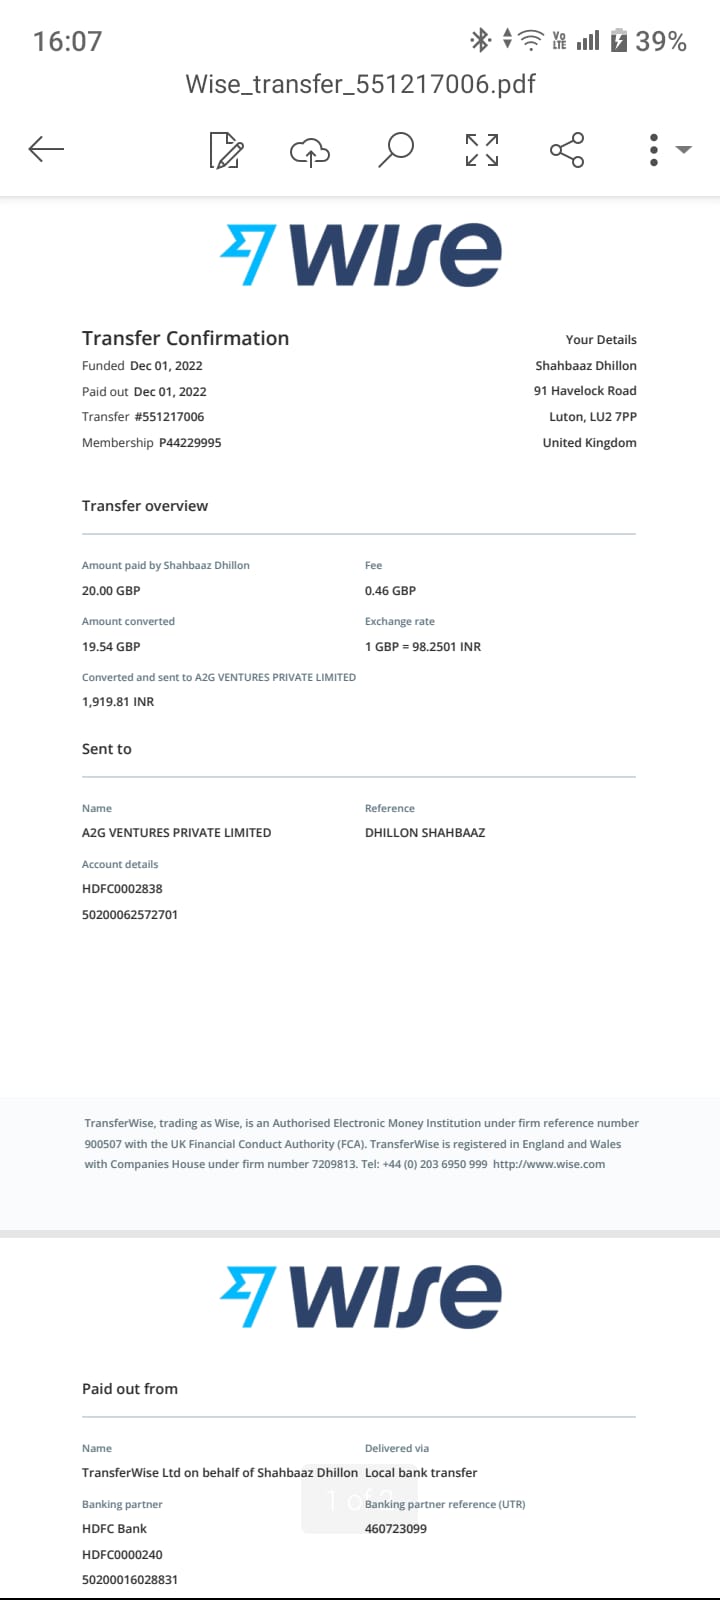 16:07
Vo LTE
39%
Wise_transfer_551217006.pdf
WISE
Transfer Confirmation
Your Details
Funded Dec 01, 2022
Shahbaaz Dhillon
Paid out Dec 01, 2022
91 Havelock Road
Transfer #551217006
Luton, LU2 7PP
Membership P44229995
United Kingdom
Transfer overview
Amount paid by Shahbaaz Dhillon
Fee
20.00 GBP
0.46 GBP
Amount converted
Exchange rate
19.54 GBP
1 GBP = 98.2501 INR
Converted and sent to A2G VENTURES PRIVATE LIMITED
1,919.81 INR
Sent to
Name
Reference
A2G VENTURES PRIVATE LIMITED
DHILLON SHAHBAAZ
Account details
HDFC0002838
50200062572701
TransferWise, trading as Wise, is an Authorised Electronic Money Institution under firm reference number
900507 with the UK Financial Conduct Authority (FCA). TransferWise is registered in England and Wales
with Companies House under firm number 7209813. Tel: +44 (0) 203 6950 999 http://www.wise.com
WISE
Paid out from
Name
Delivered via
TransferWise Ltd on behalf of Shahbaaz Dhillon
Local bank transfer
Banking partner
1 of
Banking partner reference (UTR)
HDFC Bank
460723099
HDFC0000240
50200016028831